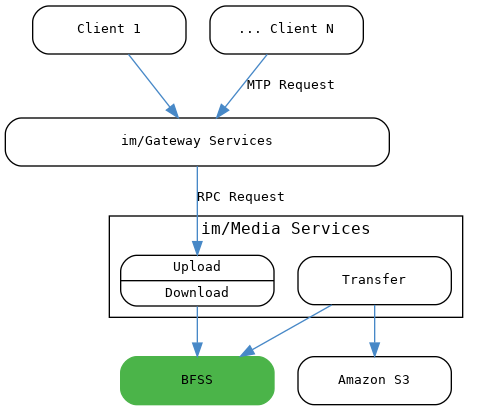 Client 1
... Client N
MTP Request
im/Gateway Services
RPC Request
im/Media Services
Upload
Download
Transfer
BFSS
Amazon S3